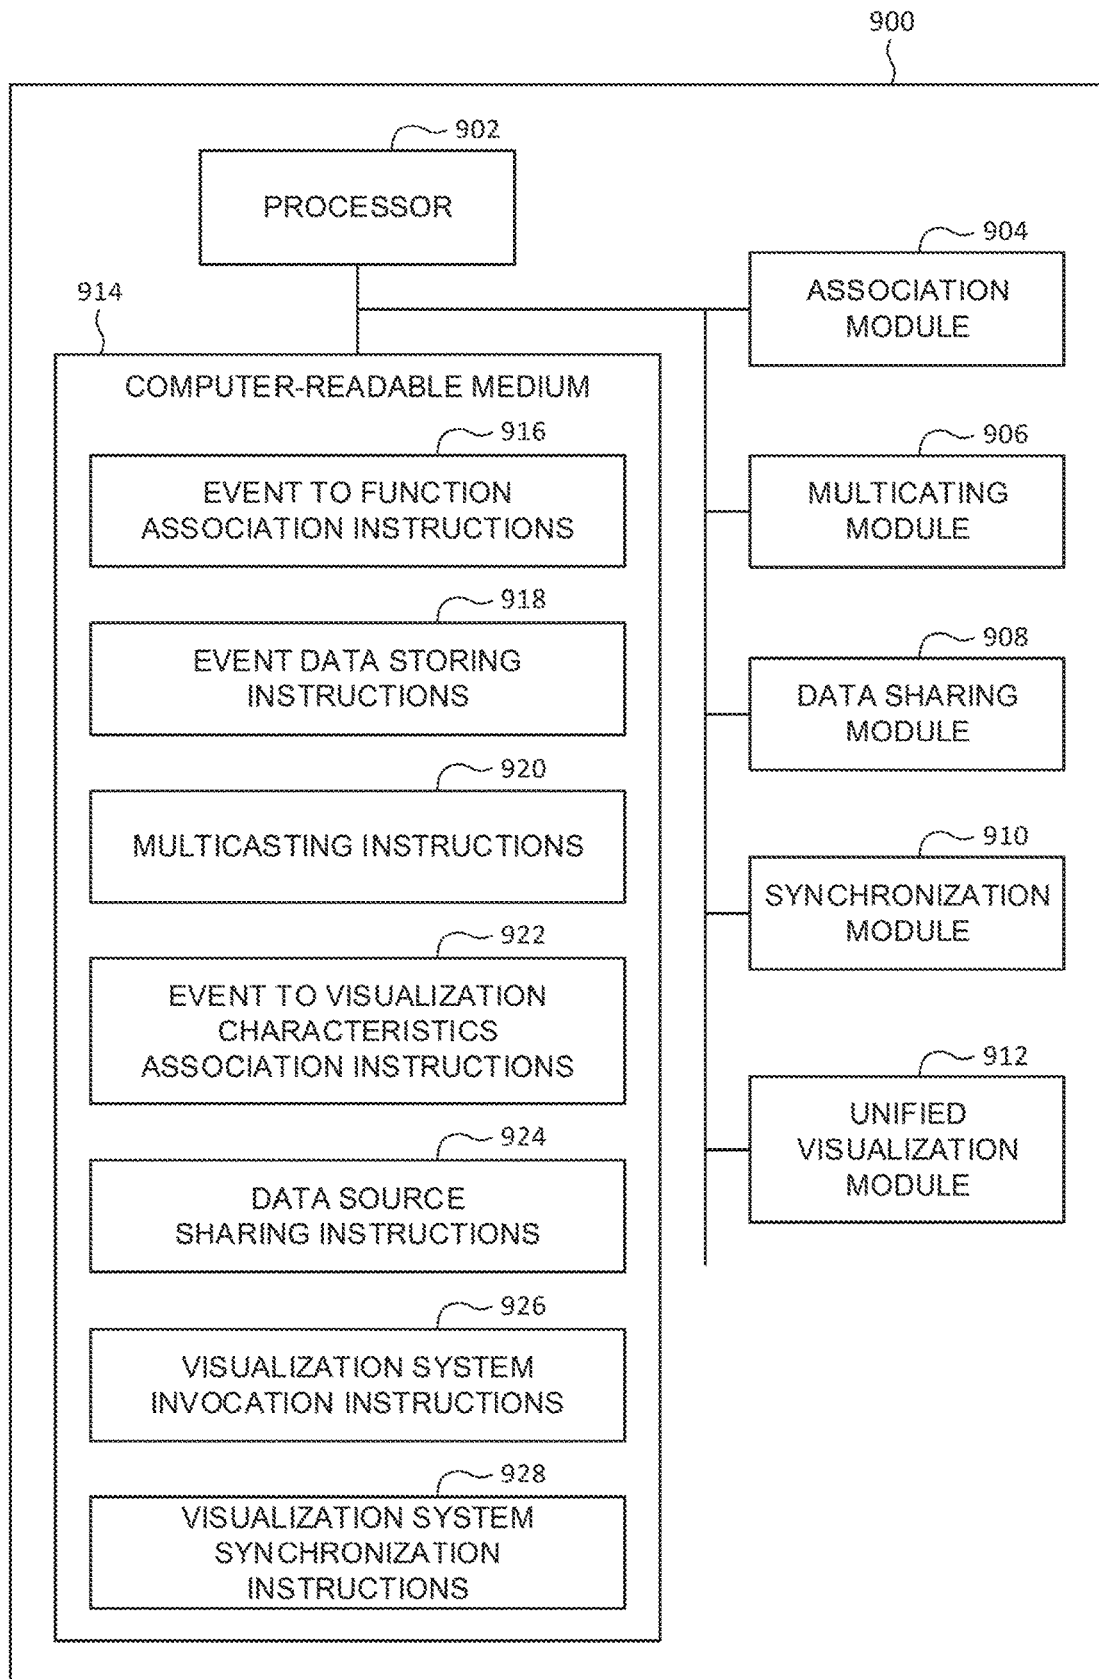 900
902
PROCESSOR
904
ASSOCIATION
MODULE
914
COMPUTER-READABLE MEDIUM
916
EVENT TO FUNCTION
ASSOCIATION INSTRUCTIONS
906
MULTICATING
MODULE
918
EVENT DATA STORING
INSTRUCTIONS
908
DATA SHARING
MODULE
920
MULTICASTING INSTRUCTIONS
910
SYNCHRONIZATION
MODULE
922
EVENT TO VISUALIZATION
CHARACTERISTICS
ASSOCIATION INSTRUCTIONS
912
UNIFIED
VISUALIZATION
MODULE
924
DATA SOURCE
SHARING INSTRUCTIONS
926
VISUALIZATION SYSTEM
INVOCATION INSTRUCTIONS
928
VISUALIZATION SYSTEM
SYNCHRONIZATION
INSTRUCTIONS